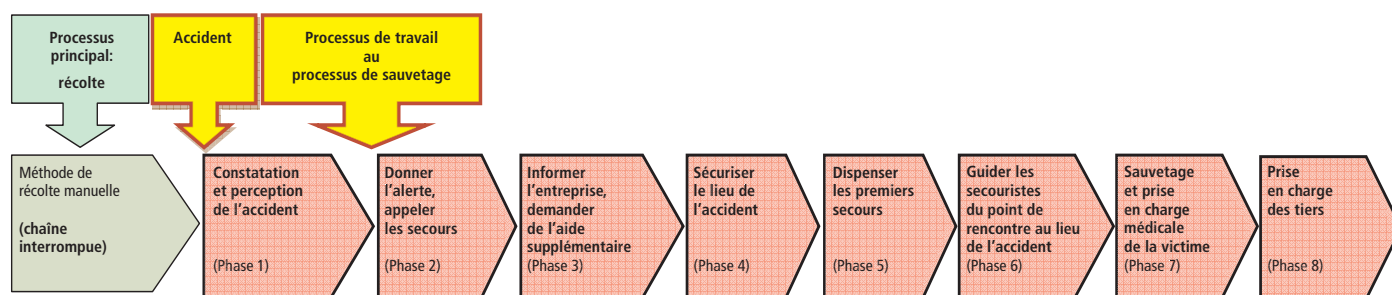 Processus
principal:
récolte
Accident
Processus de travail
au
processus de sauvetage
Méthode de
récolte manuelle
(chaîne
interrompue)
Constatation
et perception
de l'accident
(Phase 1)
Donner
l'alerte,
appeler
les secours
(Phase 2)
Informer
l'entreprise,
demander
de l'aide
supplémentaire
(Phase 3)
Sécuriser
le lieu de
l'accident
(Phase 4)
Dispenser
les premiers
secours
(Phase 5)
Guider les
secouristes
du point de
rencontre au lieu
de l'accident
(Phase 6)
Sauvetage
et prise
en charge
médicale
de la victime
(Phase 7)
Prise
en charge
des tiers
(Phase 8)